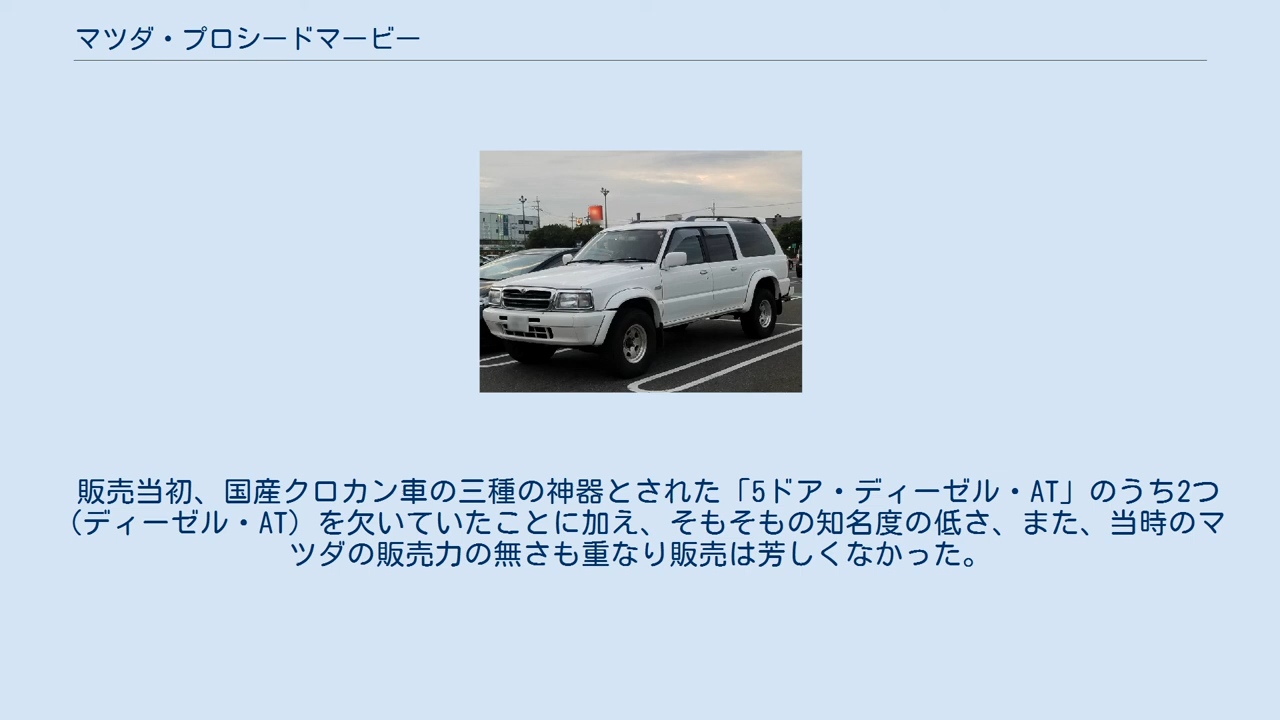 マツダ・プロシードマービー
販売当初、国産クロカン車の三種の神器とされた「5ドア・ディーゼル・AT」のうち2つ
(ディーゼル・AT) を欠いていたことに加え、そもそもの知名度の低さ、また、当時のマ
ツダの販売力の無さも重なり販売は芳しくなかった。